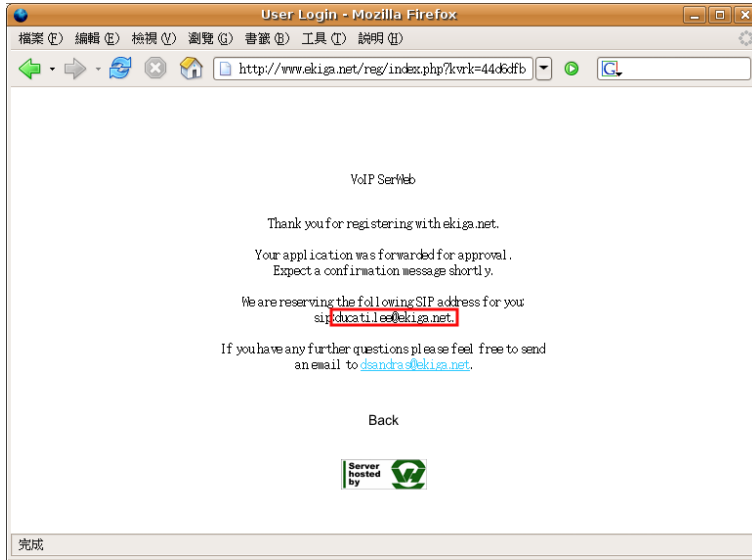 User Login - Mozilla Firefox
檔案(F) 編輯(E) 檢視(V) 瀏覽(G) 書籤(B) 工具(T) 説明(H)
http://www.ekiga.net/reg/index.php?kvrk=44d6dfb
G
VoIP SerWeb
Thank you for registering with ekiga.net.
Your application was forwarded for approval.
Expect a confirmation message shortly.
We are reserving the following SIP address for you:
sip:ducati.lee@ekiga.net.
If you have any further questions please feel free to send
an email to dsandras@ekiga.net.
Back
Server
hosted
by
完成